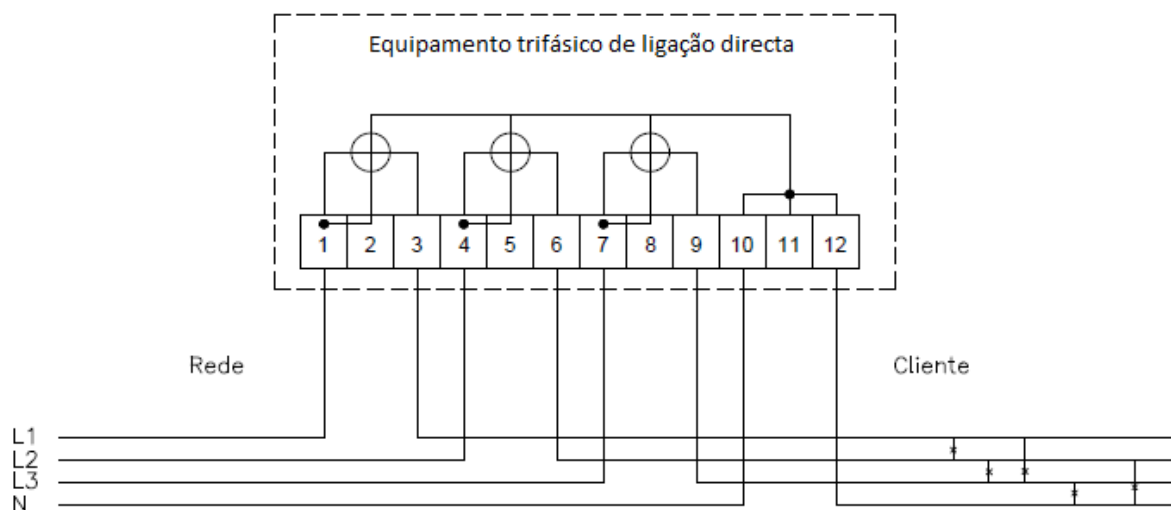 Equipamento trifásico de ligação directa
1 2 3 4 5 6 7 8 9 10 11 12
Rede
Cliente
L1
L2
L3
N